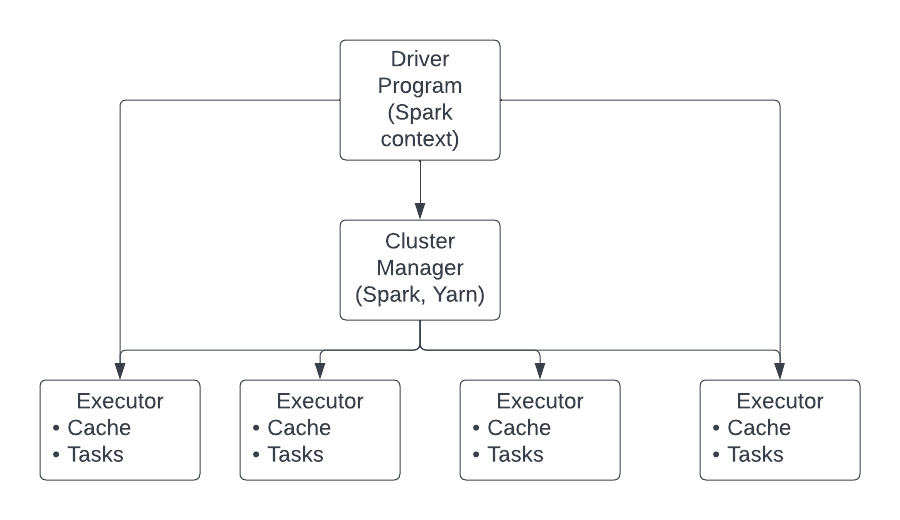 Driver
Program
(Spark
context)
Cluster
Manager
(Spark, Yarn)
Executor
• Cache
• Tasks
Executor
• Cache
• Tasks
Executor
• Cache
• Tasks
Executor
• Cache
• Tasks